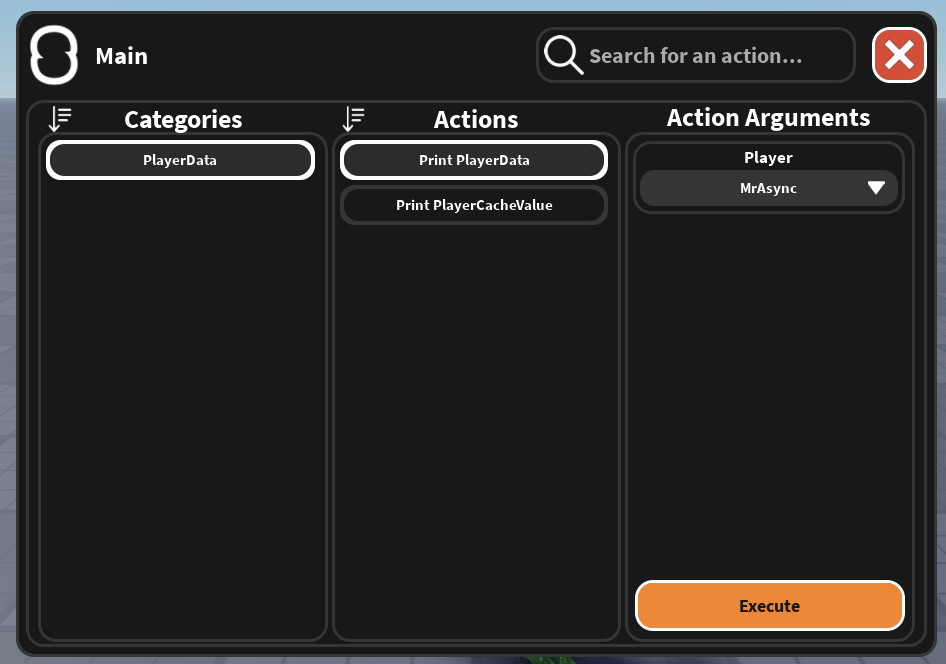 Main
Search for an action...
Categories
Actions
Action Arguments
PlayerData
Print PlayerData
Print PlayerCacheValue
Player
MrAsync
Execute